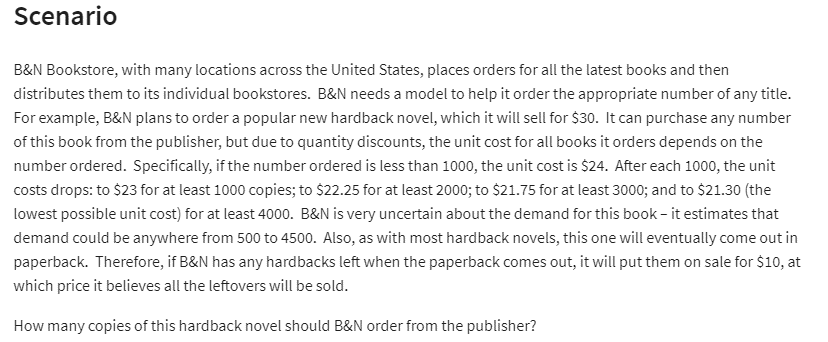 Scenario
B&N Bookstore, with many locations across the United States, places orders for all the latest books and then
distributes them to its individual bookstores.  B&N needs a model to help it order the appropriate number of any title.
For example, B&N plans to order a popular new hardback novel, which it will sell for $30.  It can purchase any number
of this book from the publisher, but due to quantity discounts, the unit cost for all books it orders depends on the
number ordered.  Specifically, if the number ordered is less than 1000, the unit cost is $24.  After each 1000, the unit
costs drops: to $23 for at least 1000 copies; to $22.25 for at least 2000; to $21.75 for at least 3000; and to $21.30 (the
lowest possible unit cost) for at least 4000.  B&N is very uncertain about the demand for this book – it estimates that
demand could be anywhere from 500 to 4500.  Also, as with most hardback novels, this one will eventually come out in
paperback.  Therefore, if B&N has any hardbacks left when the paperback comes out, it will put them on sale for $10, at
which price it believes all the leftovers will be sold.
How many copies of this hardback novel should B&N order from the publisher?